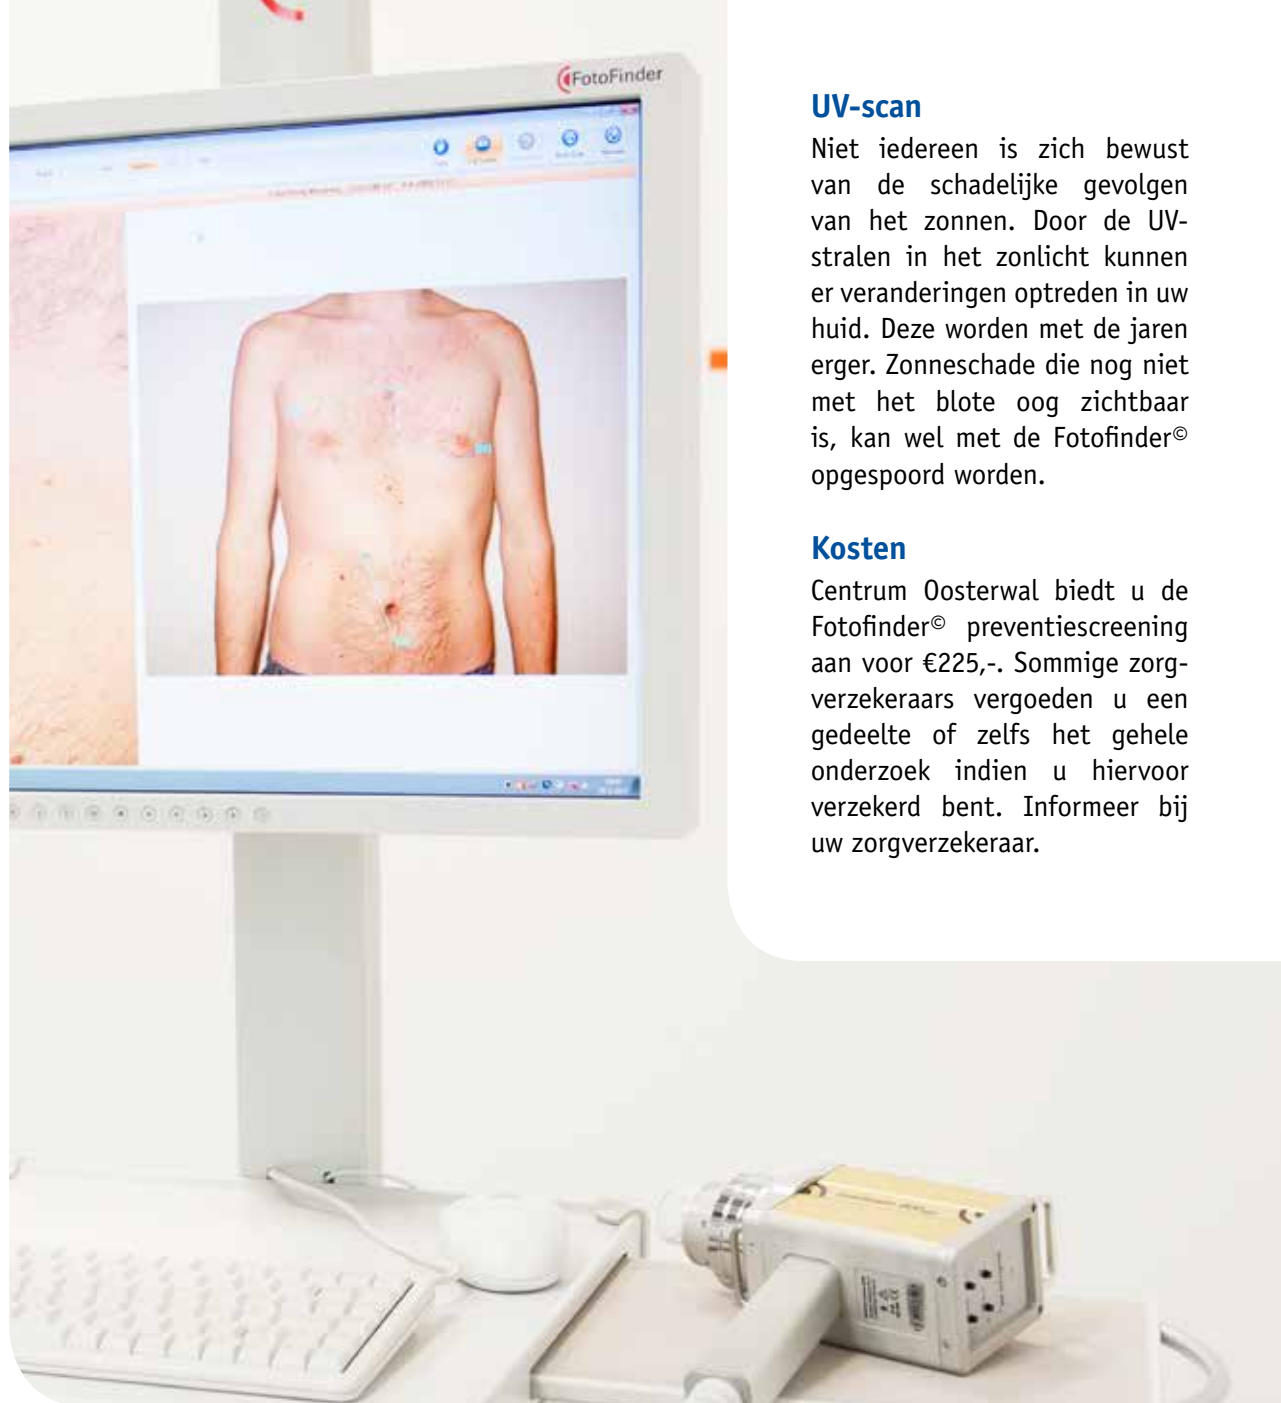 FotoFinder
UV-scan
Niet iedereen is zich bewust
van de schadelijke gevolgen
van het zonnen. Door de UV-
stralen in het zonlicht kunnen
er veranderingen optreden in uw
huid. Deze worden met de jaren
erger. Zonneschade die nog niet
met het blote oog zichtbaar
is, kan wel met de Fotofinder©
opgespoord worden.
Kosten
Centrum Oosterwal biedt u de
Fotofinder© preventiescreening
aan voor €225,-. Sommige zorg-
verzekeraars vergoeden u een
gedeelte of zelfs het gehele
onderzoek indien u hiervoor
verzekerd bent. Informeer bij
uw zorgverzekeraar.